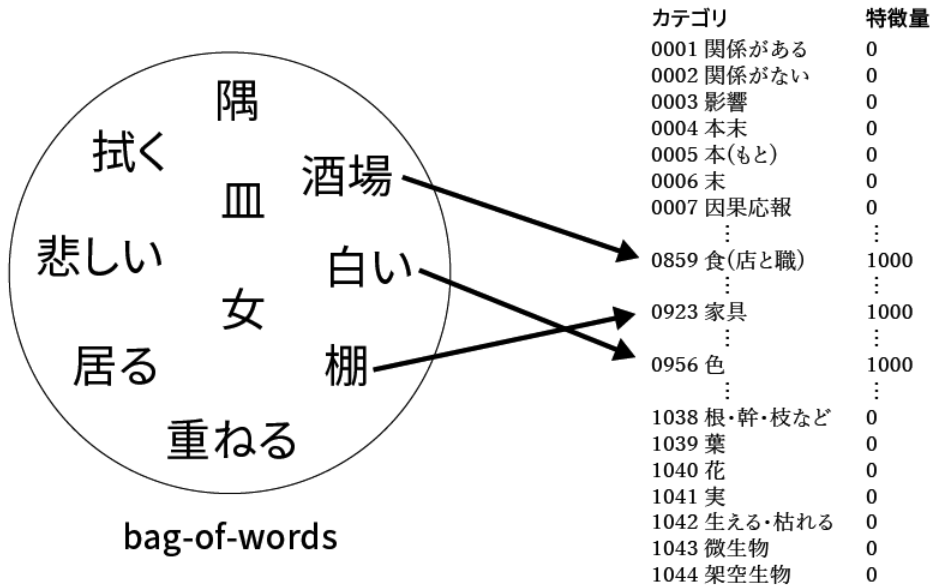 隅
拭く
酒場
皿
悲しい
白い
女
居る
棚
重ねる
bag-of-words
カテゴリ 特徴量
0001 関係がある 0
0002 関係がない 0
0003 影響 0
0004 本末 0
0005 本(もと) 0
0006 末 0
0007 因果応報 0
⋮ ⋮
0859 食(店と職) 1000
⋮ ⋮
0923 家具 1000
⋮ ⋮
0956 色 1000
⋮ ⋮
1038 根・幹・枝など 0
1039 葉 0
1040 花 0
1041 実 0
1042 生える・枯れる 0
1043 微生物 0
1044 架空生物 0